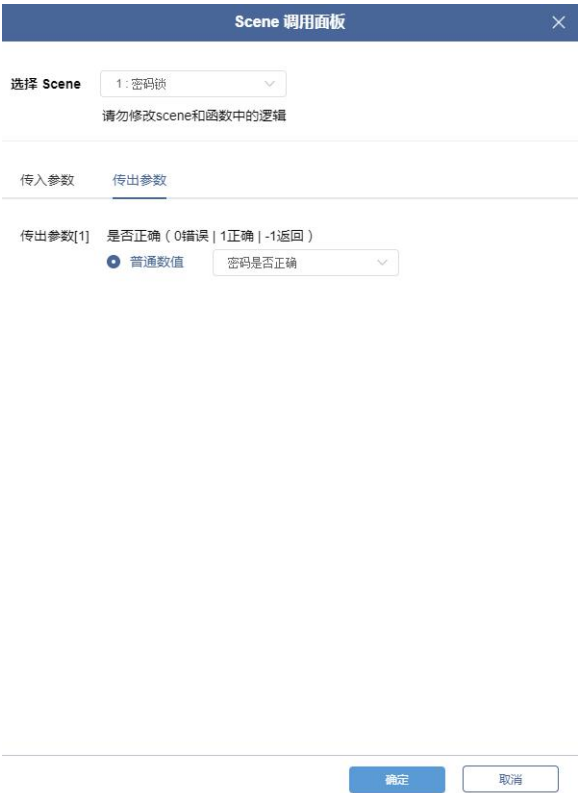 Scene 调用面板
选择 Scene 1 : 密码锁
请勿修改scene和函数中的逻辑
传入参数 传出参数
传出参数[1] 是否正确（0错误 | 1正确 | -1返回）
普通数值 密码是否正确
确定 取消